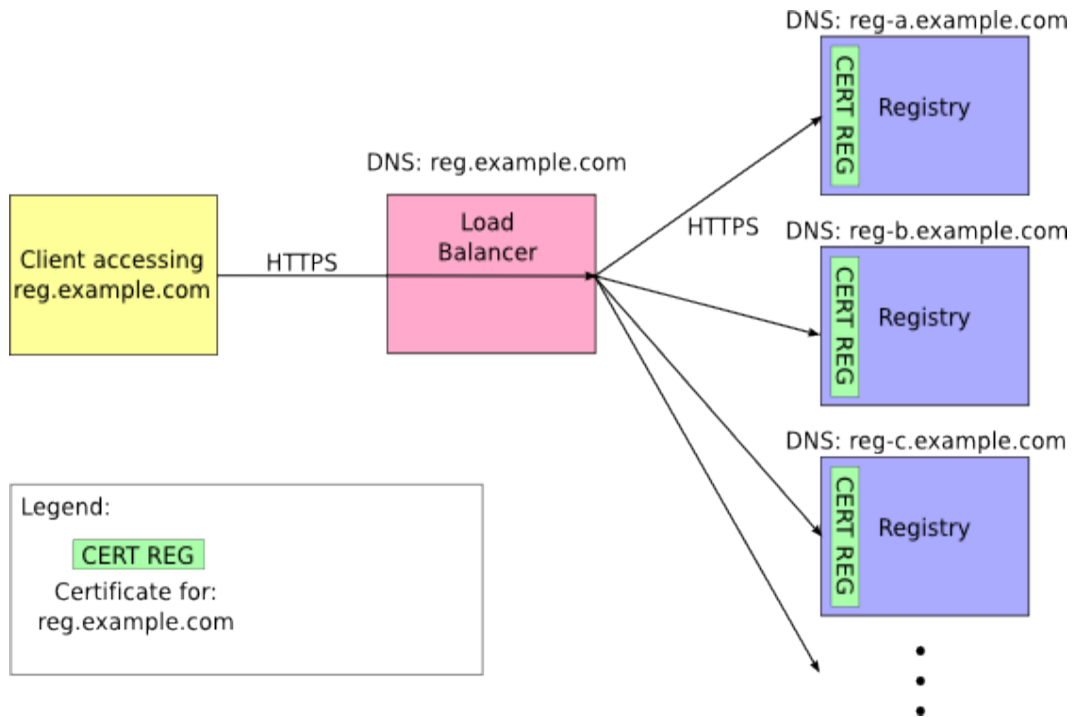 DNS: reg-a.example.com
CERT REG
Registry
DNS: reg.example.com
Load
Balancer
HTTPS
Client accessing
reg.example.com
HTTPS
DNS: reg-b.example.com
CERT REG
Registry
DNS: reg-c.example.com
CERT REG
Registry
Legend:
CERT REG
Certificate for:
reg.example.com